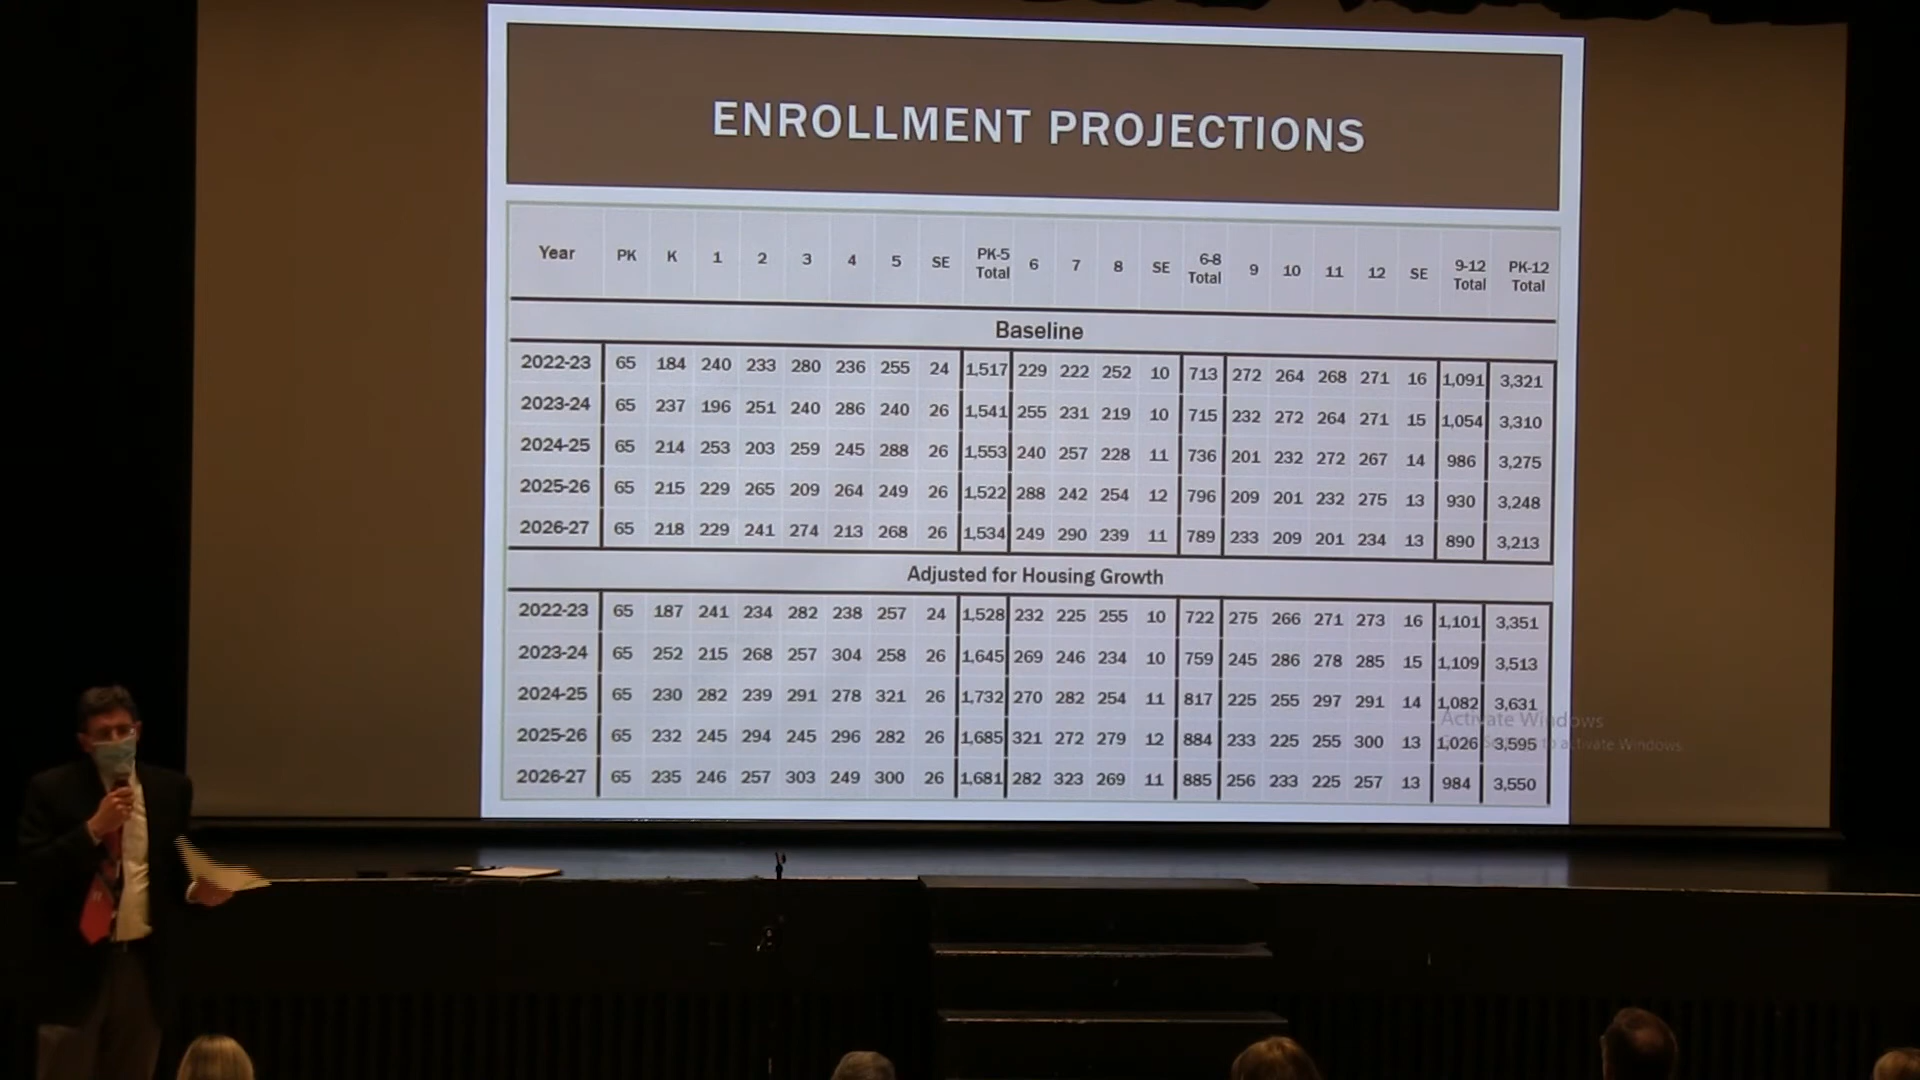 ENROLLMENT PROJECTIONS
Year PK K 1 2 3 4 5 SE PK-5 Total 6 7 8 SE 6-8 Total 9 10 11 12 SE 9-12 Total PK-12 Total
Baseline
2022-23 65 184 240 233 280 236 255 24 1,517 229 222 252 10 713 272 264 268 271 16 1,091 3,321
2023-24 65 237 196 251 240 286 240 26 1,541 255 231 219 10 715 232 272 264 271 15 1,054 3,310
2024-25 65 214 253 203 259 245 288 26 1,553 240 257 228 11 736 201 232 272 267 14 986 3,275
2025-26 65 215 229 265 209 264 249 26 1,522 288 242 254 12 796 209 201 232 275 13 930 3,248
2026-27 65 218 229 241 274 213 268 26 1,534 249 290 239 11 789 233 209 201 234 13 890 3,213
Adjusted for Housing Growth
2022-23 65 187 241 234 282 238 257 24 1,528 232 225 255 10 722 275 266 271 273 16 1,101 3,351
2023-24 65 252 215 268 257 304 258 26 1,645 269 246 234 10 759 245 286 278 285 15 1,109 3,513
2024-25 65 230 282 239 291 278 321 26 1,732 270 282 254 11 817 225 255 297 291 14 1,082 3,631
2025-26 65 232 245 294 245 296 282 26 1,685 321 272 279 12 884 233 225 255 300 13 1,026 3,595
2026-27 65 235 246 257 303 249 300 26 1,681 282 323 269 11 885 256 233 225 257 13 984 3,550
Activate Windows
to activate Windows.